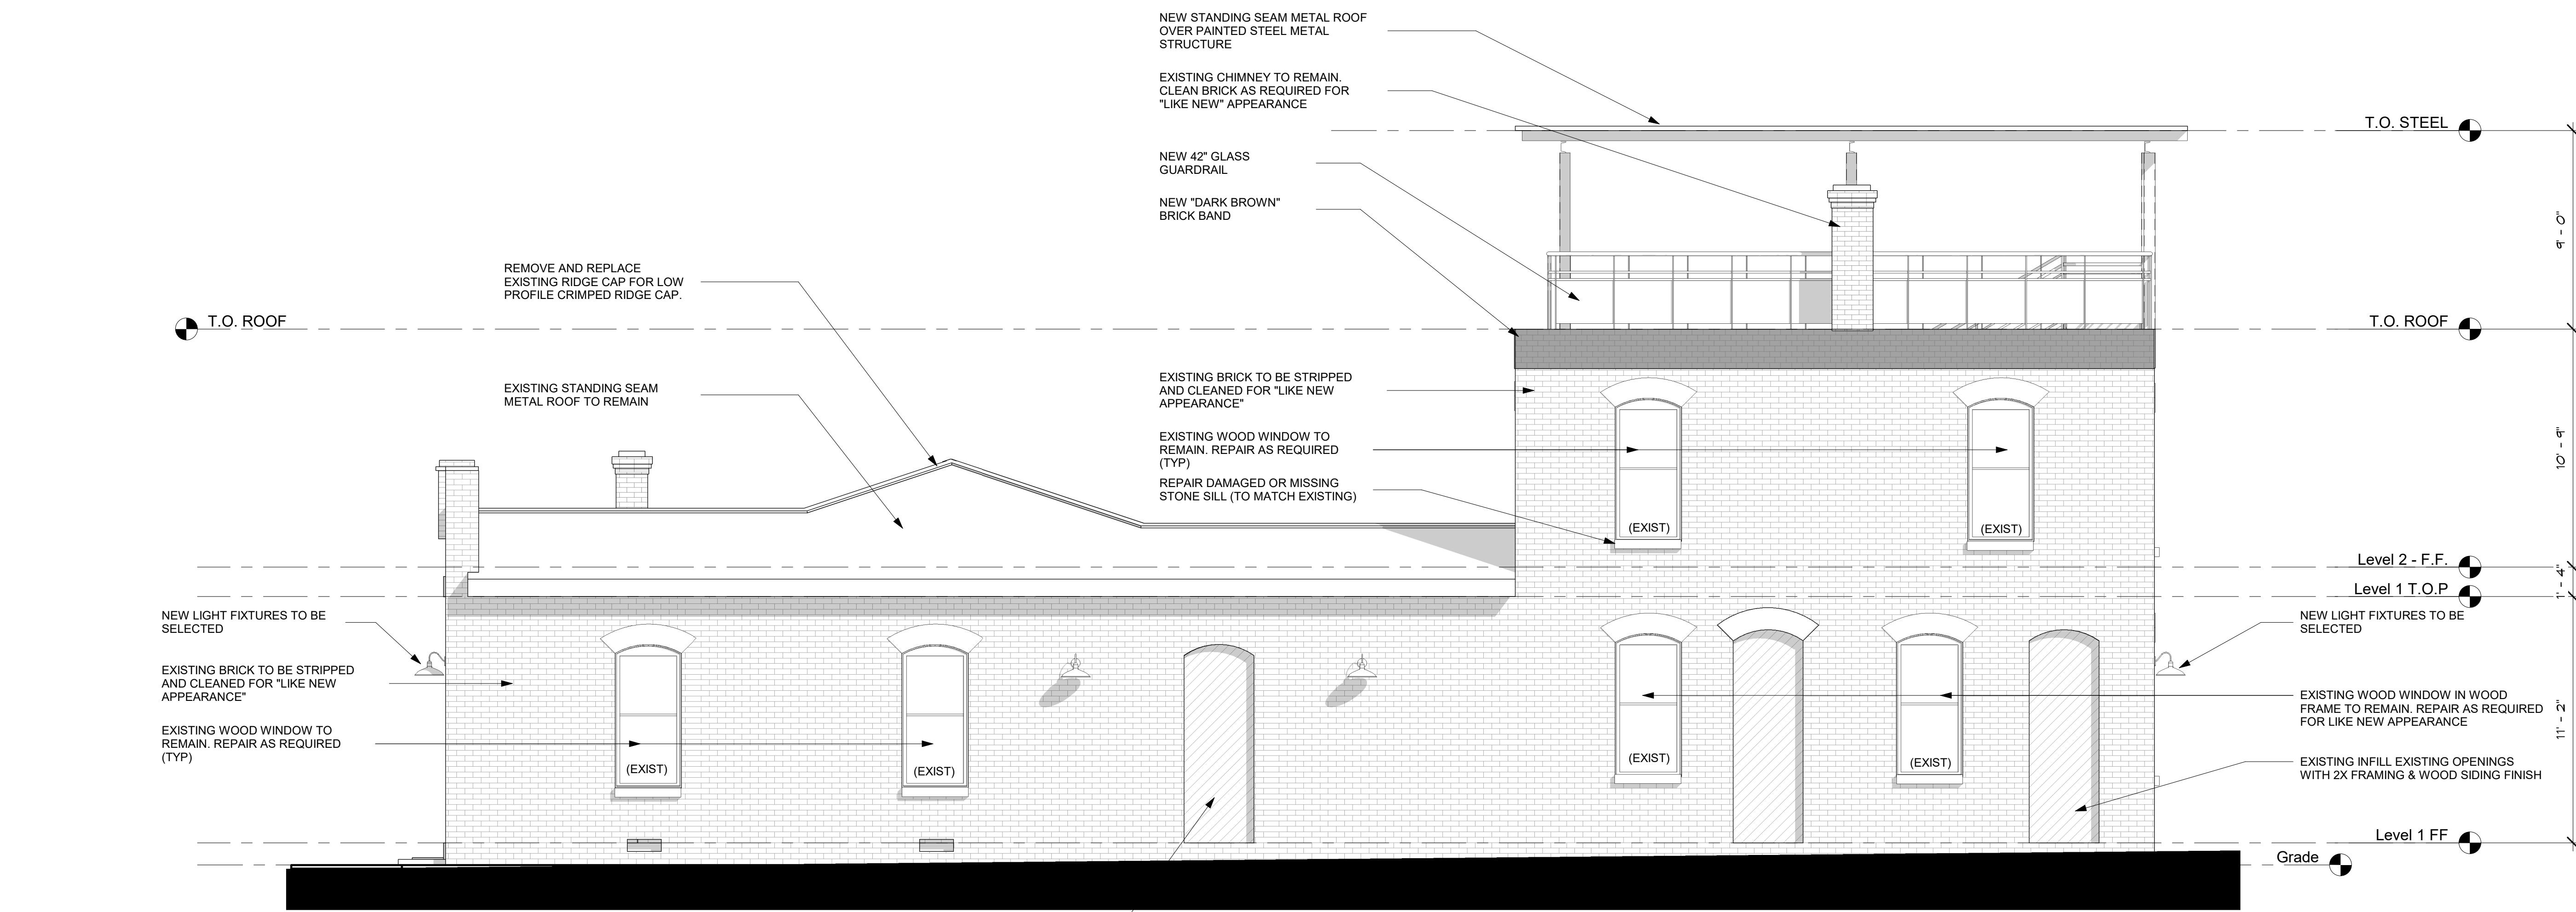 NEW STANDING SEAM METAL ROOF
OVER PAINTED STEEL METAL
STRUCTURE
EXISTING CHIMNEY TO REMAIN.
CLEAN BRICK AS REQUIRED FOR
"LIKE NEW" APPEARANCE
NEW 42" GLASS
GUARDRAIL
NEW "DARK BROWN"
BRICK BAND
REMOVE AND REPLACE
EXISTING RIDGE CAP FOR LOW
PROFILE CRIMPED RIDGE CAP.
T.O. ROOF
EXISTING STANDING SEAM
METAL ROOF TO REMAIN
EXISTING BRICK TO BE STRIPPED
AND CLEANED FOR "LIKE NEW
APPEARANCE"
EXISTING WOOD WINDOW TO
REMAIN. REPAIR AS REQUIRED
(TYP)
REPAIR DAMAGED OR MISSING
STONE SILL (TO MATCH EXISTING)
(EXIST)
(EXIST)
NEW LIGHT FIXTURES TO BE
SELECTED
EXISTING BRICK TO BE STRIPPED
AND CLEANED FOR "LIKE NEW
APPEARANCE"
EXISTING WOOD WINDOW TO
REMAIN. REPAIR AS REQUIRED
(TYP)
(EXIST)
(EXIST)
(EXIST)
(EXIST)
T.O. STEEL
9' - 0"
T.O. ROOF
10' - 9"
Level 2 - F.F.
1' - 4"
Level 1 T.O.P
NEW LIGHT FIXTURES TO BE
SELECTED
EXISTING WOOD WINDOW IN WOOD
FRAME TO REMAIN. REPAIR AS REQUIRED
FOR LIKE NEW APPEARANCE
11' - 2"
EXISTING INFILL EXISTING OPENINGS
WITH 2X FRAMING & WOOD SIDING FINISH
Level 1 FF
Grade